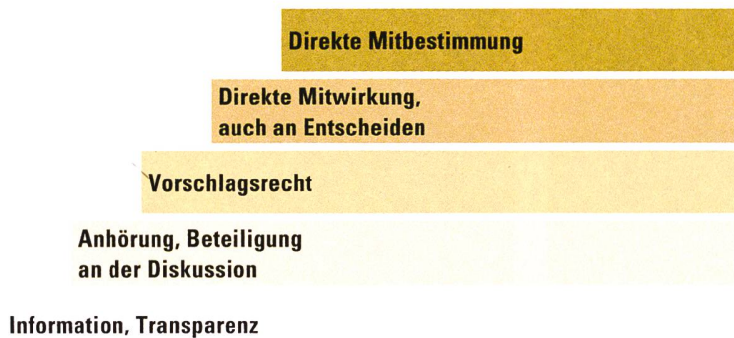 Direkte Mitbestimmung
Direkte Mitwirkung,
auch an Entscheiden
Vorschlagsrecht
Anhörung, Beteiligung
an der Diskussion
Information, Transparenz